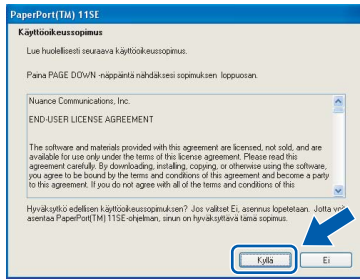 PaperPort(TM) 11SE
Käyttöoikeussopimus
Lue huolellisesti seuraava käyttöoikeussopimus.
Paina PAGE DOWN -näppäintä nähdäksesi sopimuksen loppuosan.
Nuance Communications, Inc.
END-USER LICENSE AGREEMENT
The software and materials provided with this agreement are licensed, not sold, and are
available for use only under the terms of this license agreement. Please read this
agreement carefully. By downloading, installing, copying, or otherwise using the software,
you agree to be bound by the terms and conditions of this agreement and become a party
to this agreement. If you do not agree with all of the terms and conditions of this
Hyväksytkö edellisen käyttöoikeussopimuksen? Jos valitset Ei, asennus lopetetaan. Jotta
asentaa PaperPort(TM) 11SE-ohjelman, sinun on hyväksyttävä tämä sopimus.
Kyllä
Ei